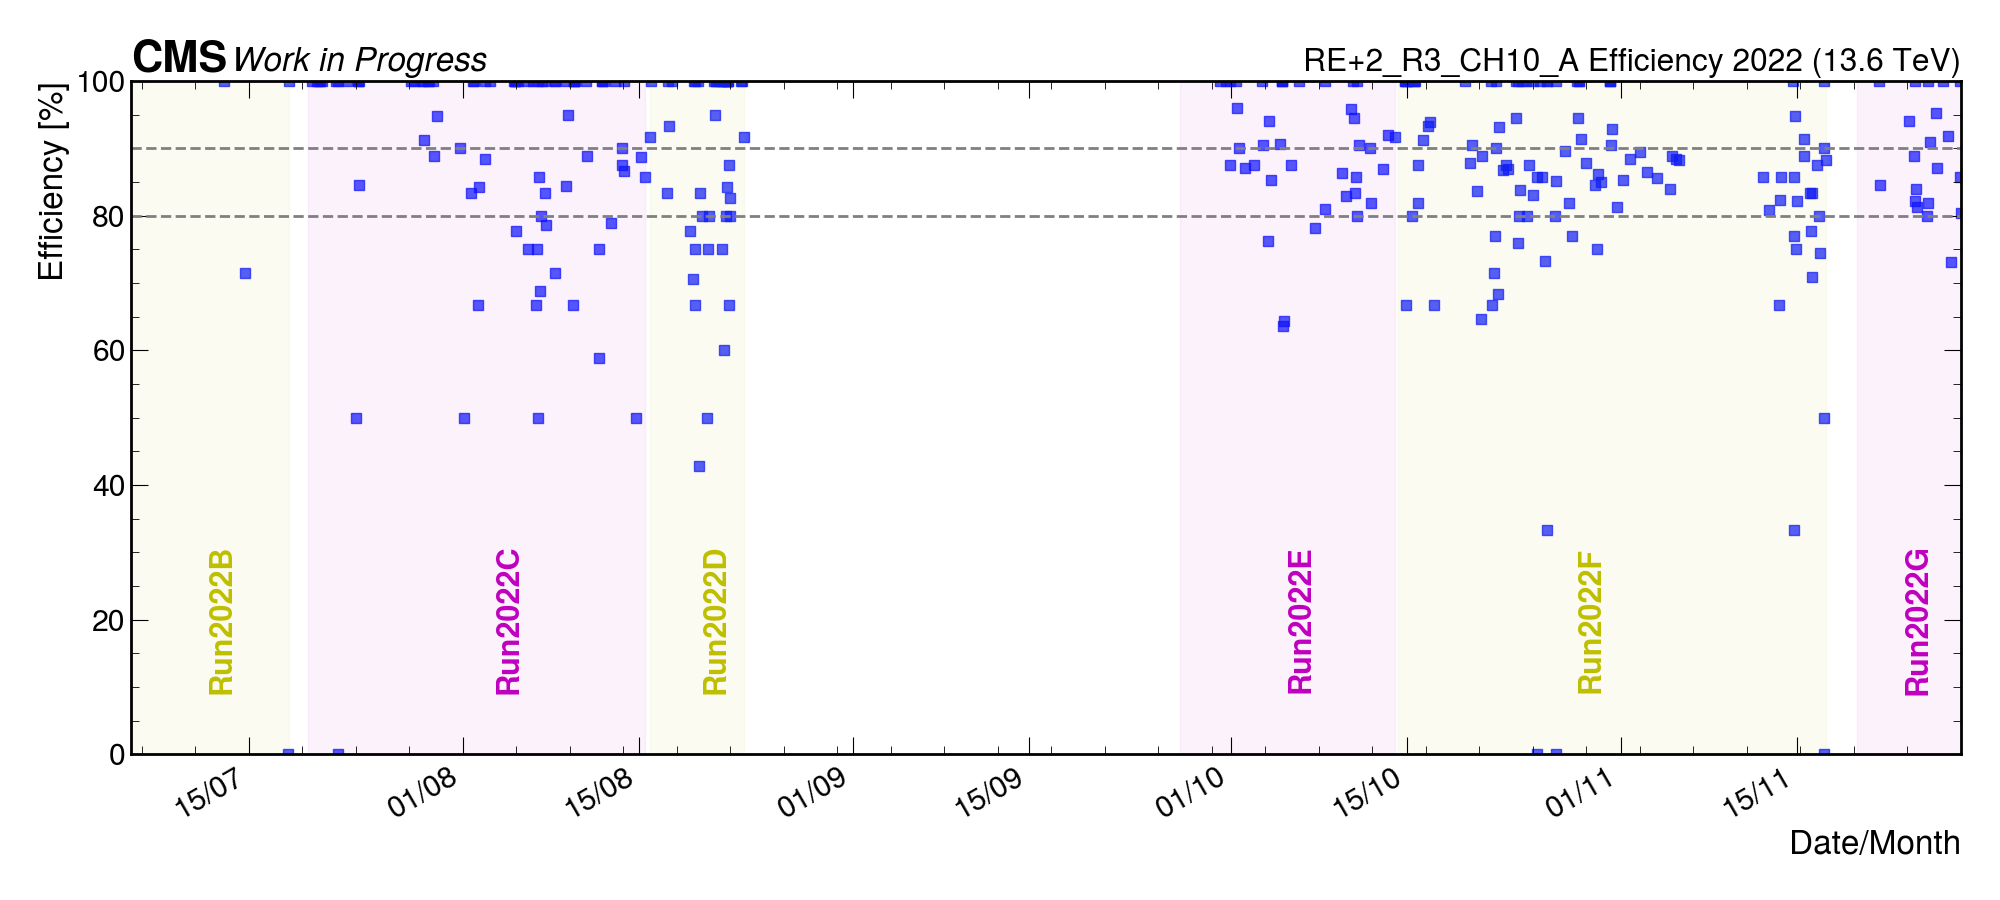 CMS Work in Progress
RE+2_R3_CH10_A Efficiency 2022 (13.6 TeV)
Efficiency [%]
100
80
60
40
20
0
Run2022B
Run2022C
Run2022D
Run2022E
Run2022F
Run2022G
15/07
01/08
15/08
01/09
15/09
01/10
15/10
01/11
15/11
Date/Month